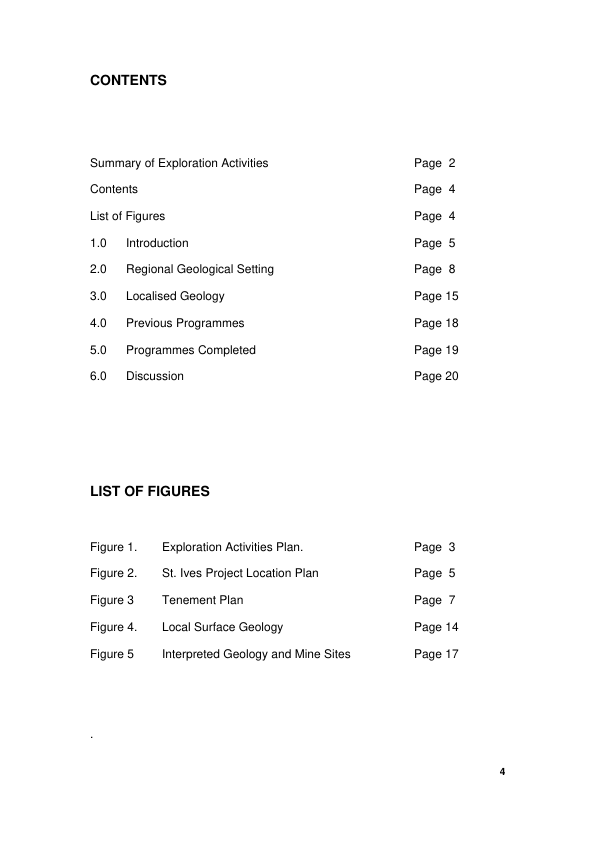 CONTENTS
Summary of Exploration Activities Page 2
Contents Page 4
List of Figures Page 4
1.0 Introduction Page 5
2.0 Regional Geological Setting Page 8
3.0 Localised Geology Page 15
4.0 Previous Programmes Page 18
5.0 Programmes Completed Page 19
6.0 Discussion Page 20
LIST OF FIGURES
Figure 1. Exploration Activities Plan. Page 3
Figure 2. St. Ives Project Location Plan Page 5
Figure 3 Tenement Plan Page 7
Figure 4. Local Surface Geology Page 14
Figure 5 Interpreted Geology and Mine Sites Page 17
.
4